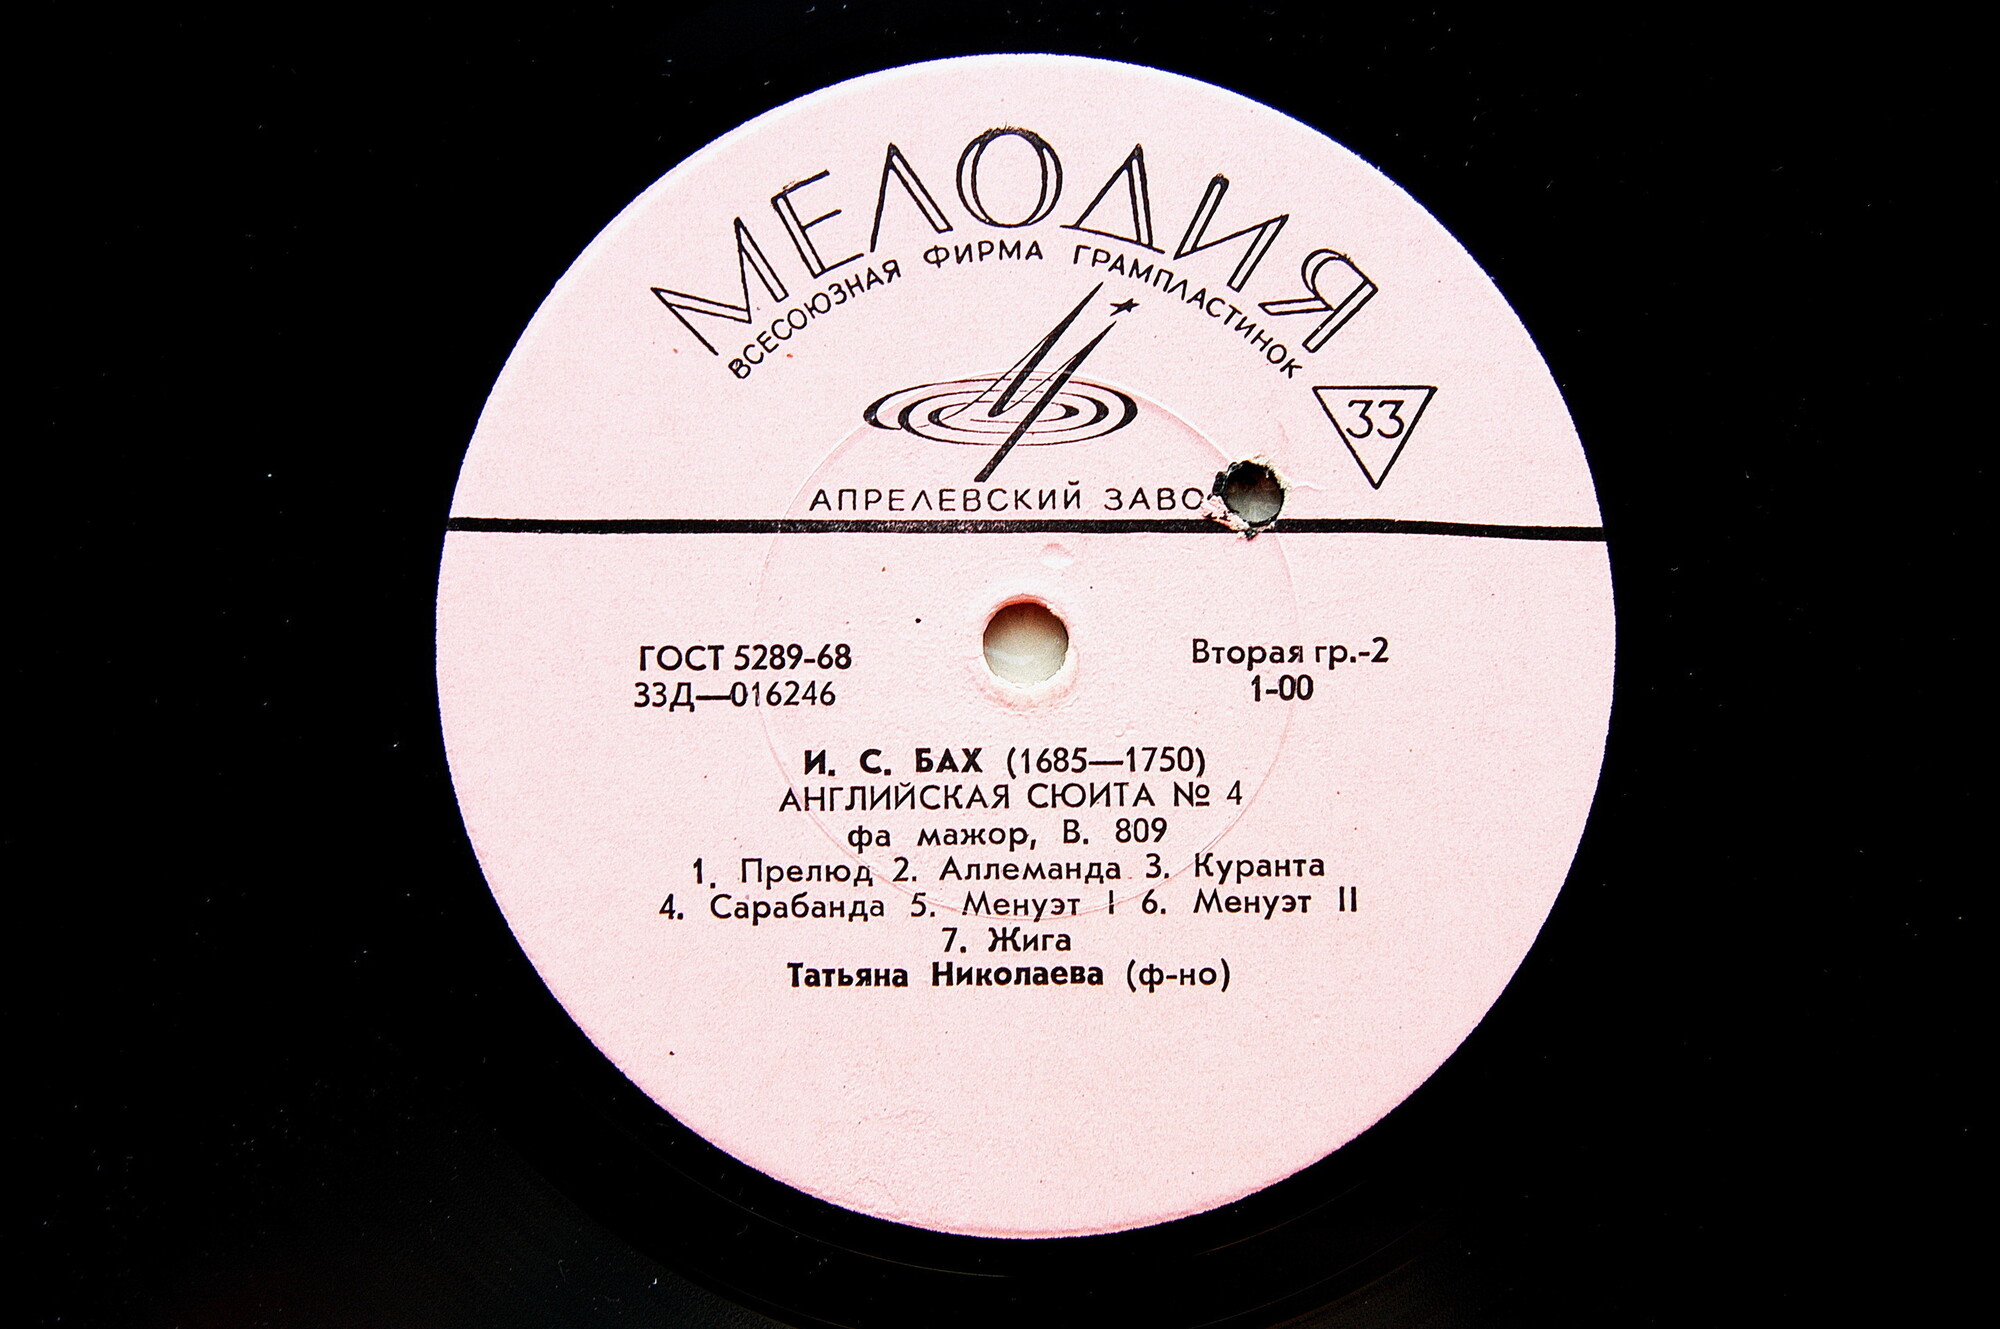 МЕЛОДИЯ
ВСЕСОЮЗНАЯ ФИРМА ГРАМПЛАСТИНОК
33
АПРЕЛЕВСКИЙ ЗАВО
ГОСТ 5289-68
33Д—016246
Вторая гр.-2
1-00
И. С. БАХ (1685—1750)
АНГЛИЙСКАЯ СЮИТА № 4
фа мажор, В. 809
1. Прелюд 2. Аллеманда 3. Куранта
4. Сарабанда 5. Менуэт I 6. Менуэт II
7. Жига
Татьяна Николаева (ф-но)